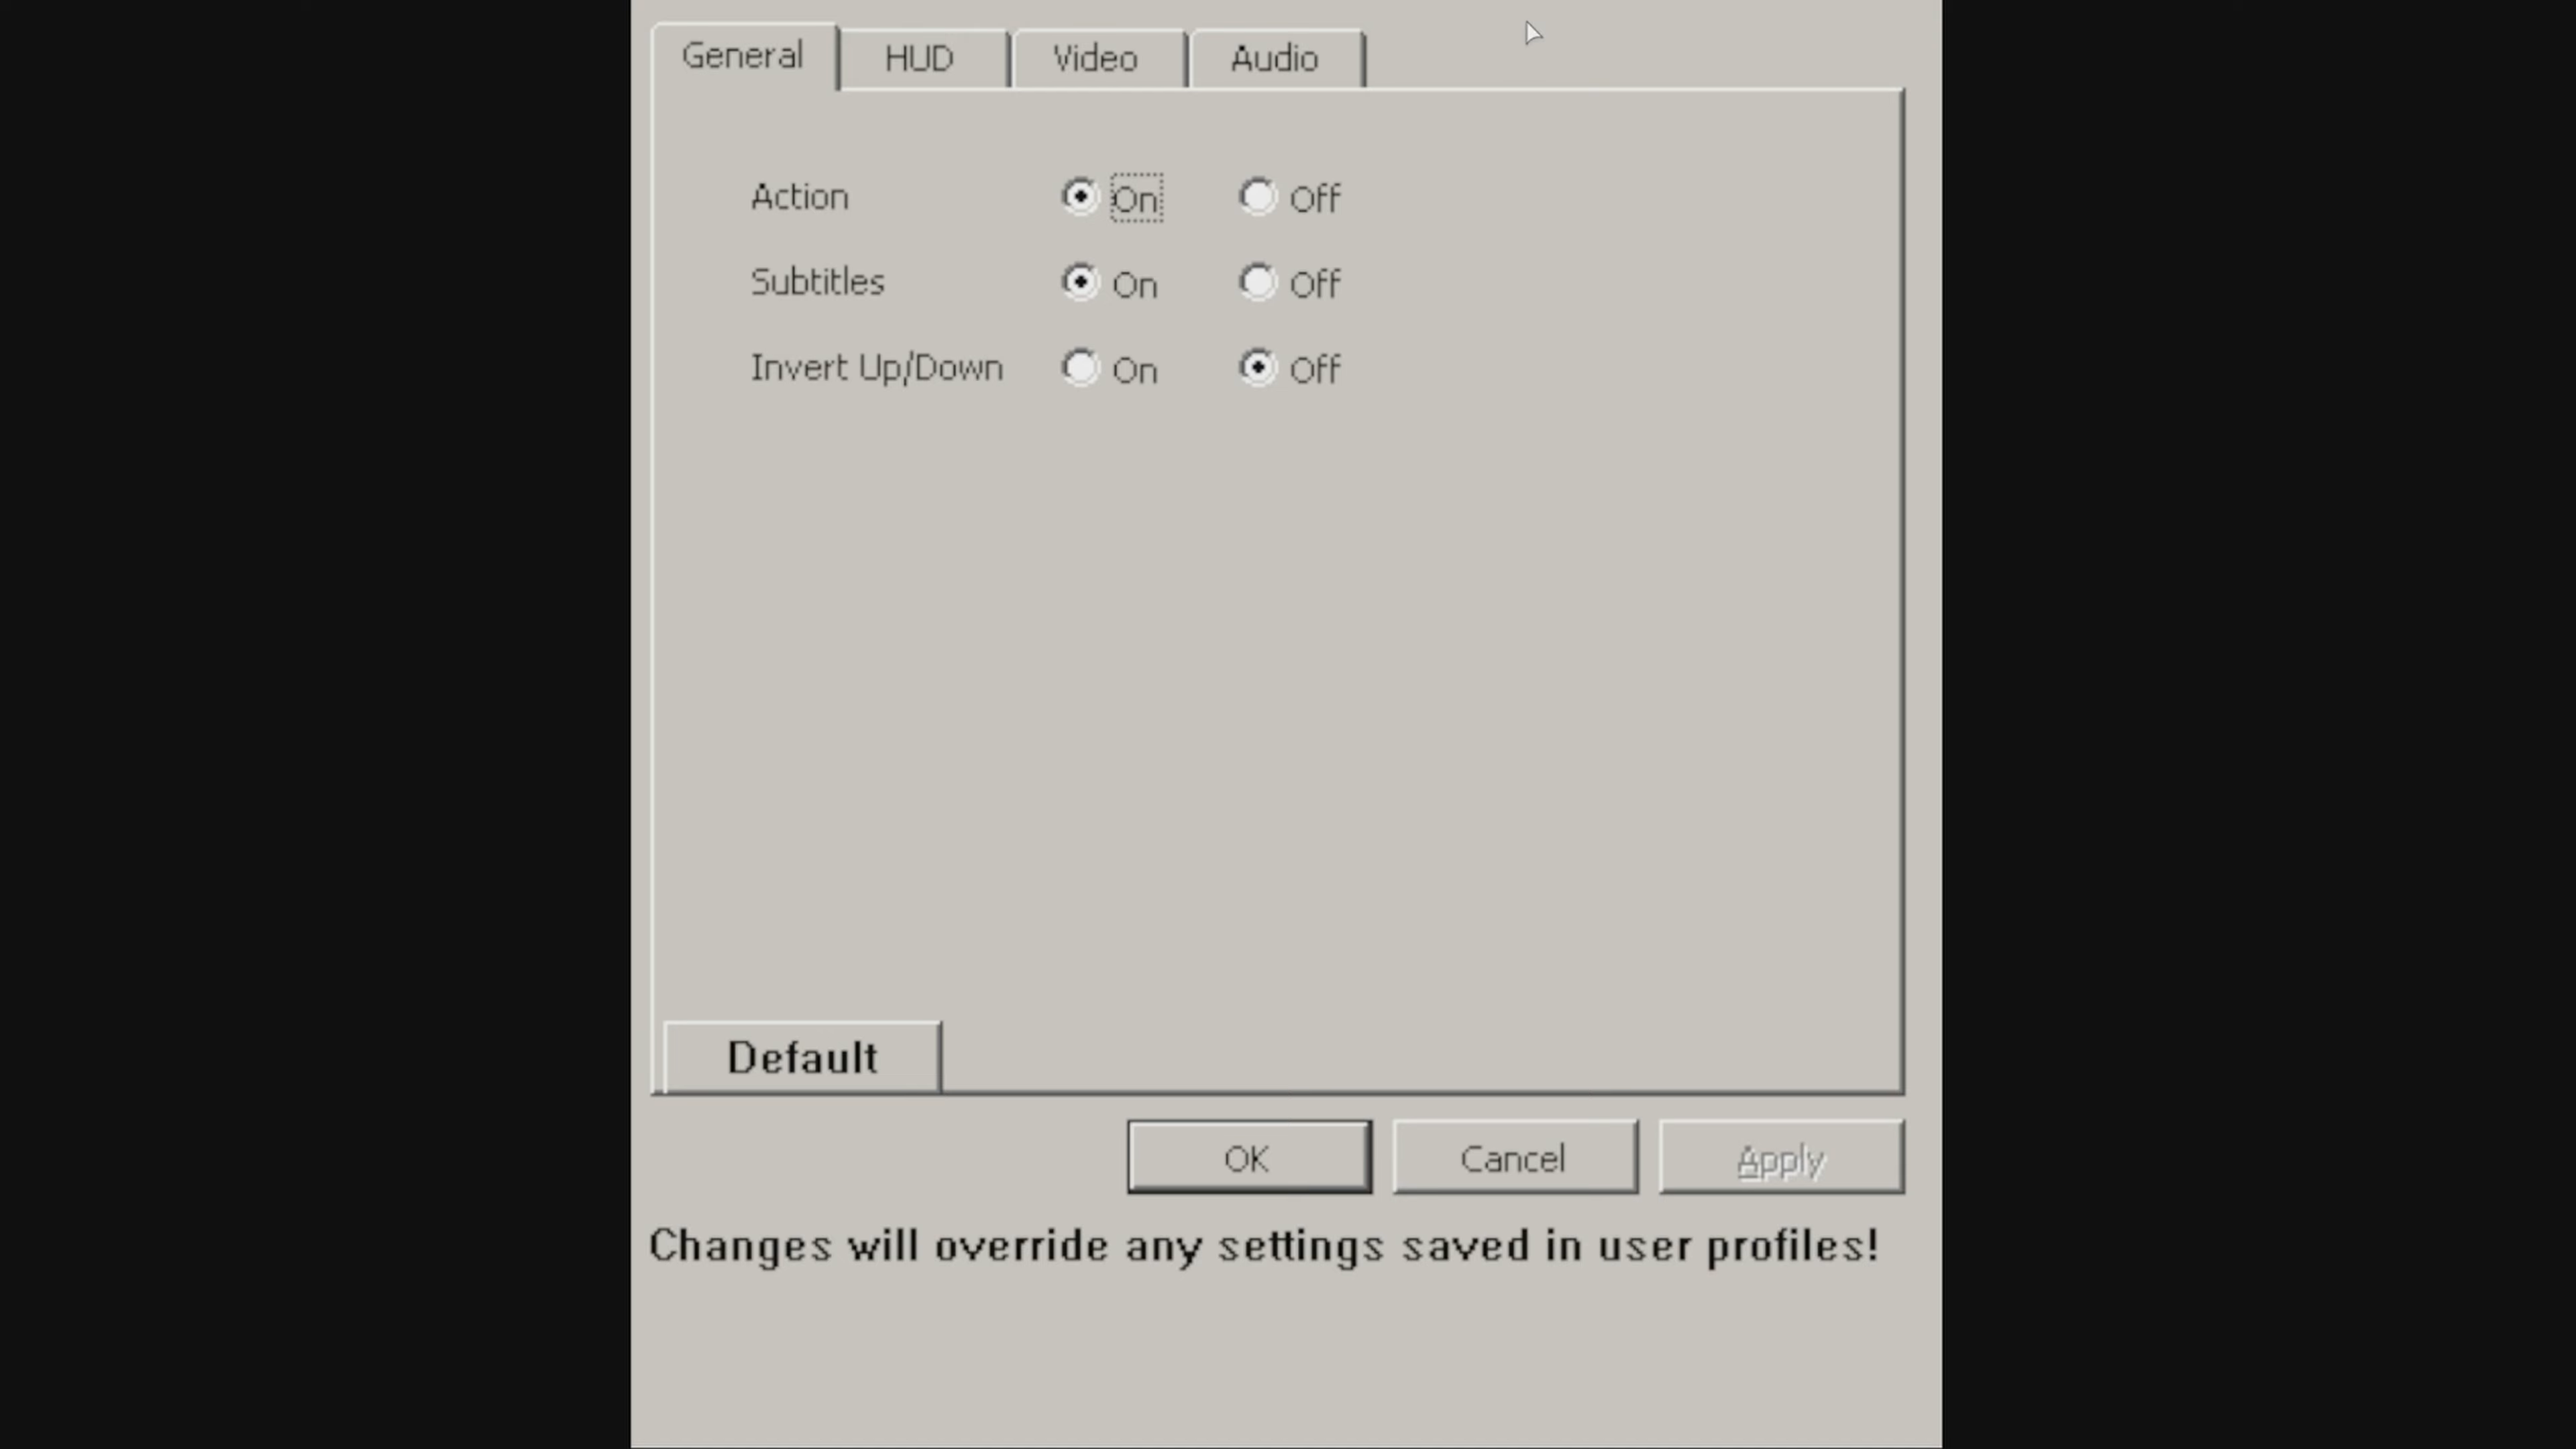 General HUD Video Audio
Action On Off
Subtitles On Off
Invert Up/Down On Off
Default
OK Cancel Apply
Changes will override any settings saved in user profiles!